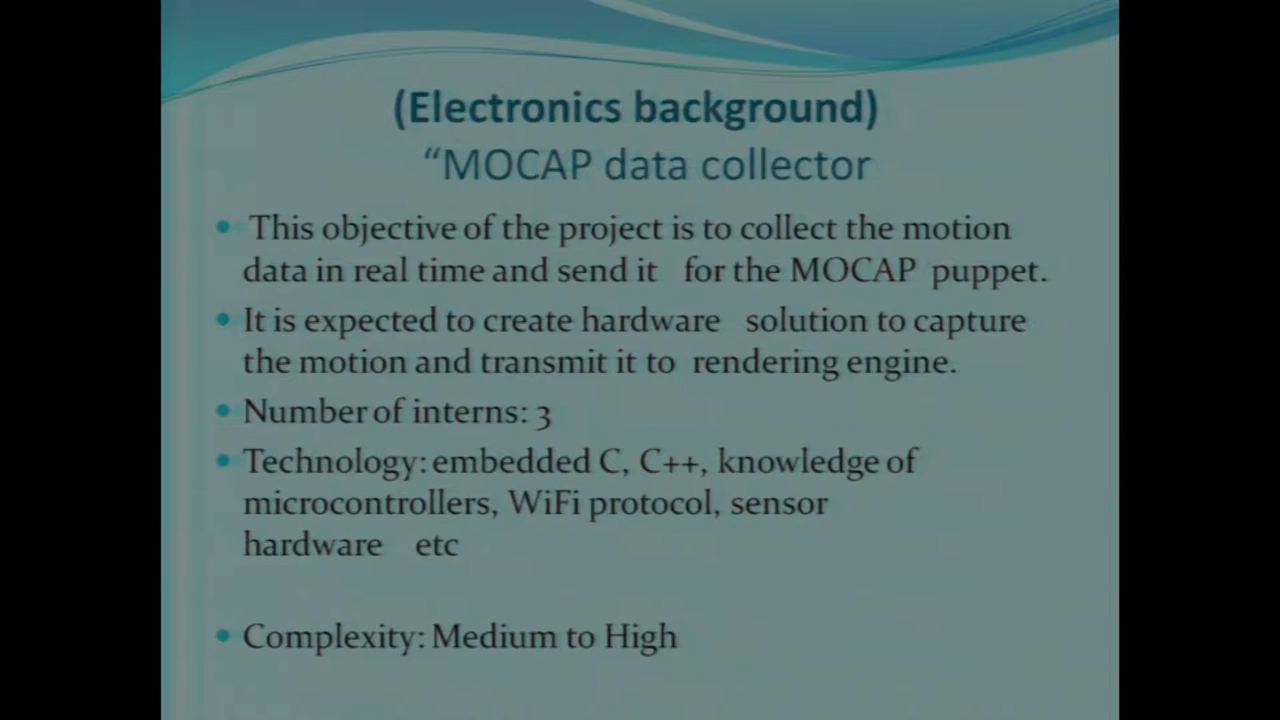 (Electronics background)
“MOCAP data collector
• This objective of the project is to collect the motion
data in real time and send it for the MOCAP puppet.
• It is expected to create hardware solution to capture
the motion and transmit it to rendering engine.
• Number of interns: 3
• Technology: embedded C, C++, knowledge of
microcontrollers, WiFi protocol, sensor
hardware etc
• Complexity: Medium to High